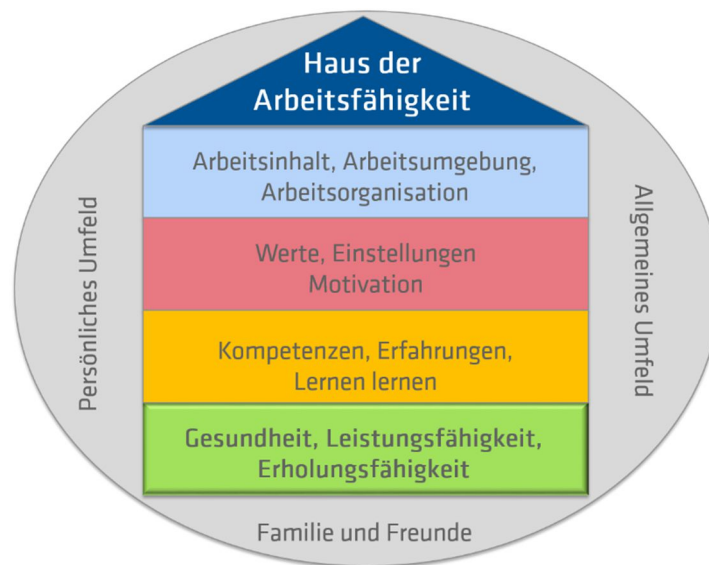 Haus der
Arbeitsfähigkeit
Arbeitsinhalt, Arbeitsumgebung,
Arbeitsorganisation
Werte, Einstellungen
Motivation
Kompetenzen, Erfahrungen,
Lernen lernen
Gesundheit, Leistungsfähigkeit,
Erholungsfähigkeit
Persönliches Umfeld
Allgemeines Umfeld
Familie und Freunde